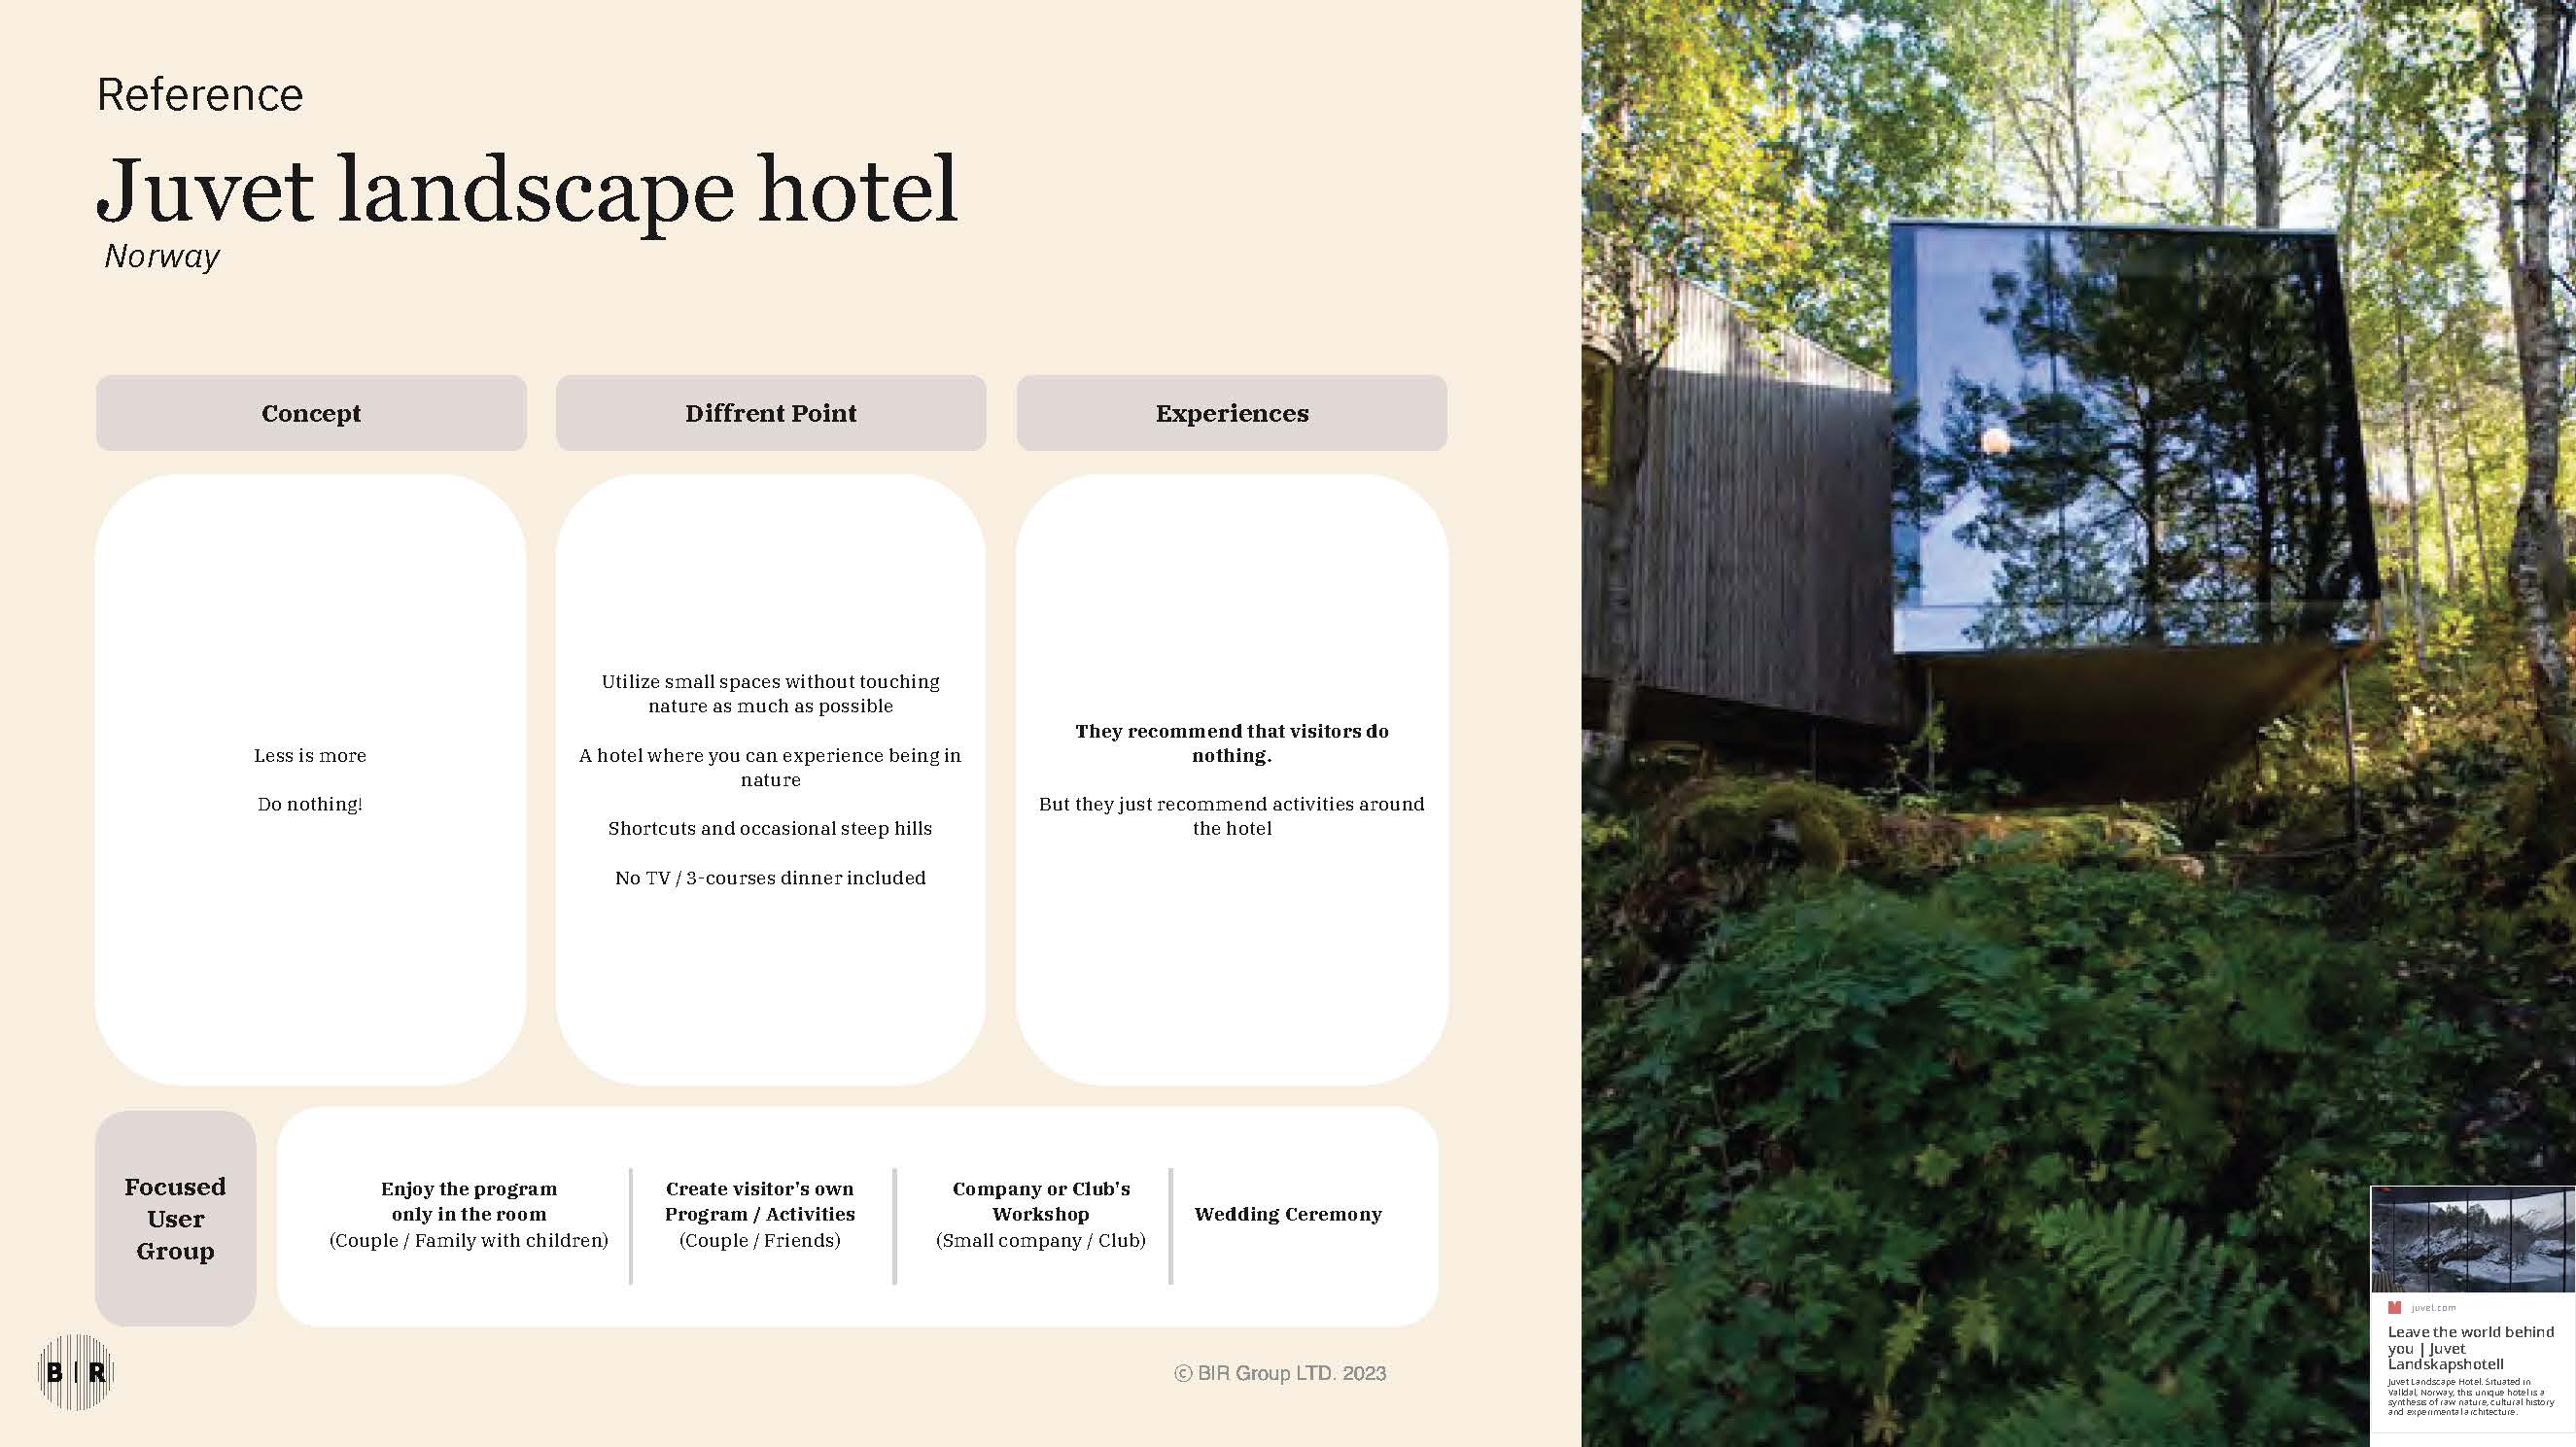 Reference
Juvet landscape hotel
Norway
Concept
Diffrent Point
Experiences
Less is more
Do nothing!
Utilize small spaces without touching
nature as much as possible
A hotel where you can experience being in
nature
Shortcuts and occasional steep hills
No TV / 3-courses dinner included
They recommend that visitors do
nothing.
But they just recommend activities around
the hotel
Focused
User
Group
Enjoy the program
only in the room
(Couple / Family with children)
Create visitor's own
Program / Activities
(Couple / Friends)
Company or Club's
Workshop
(Small company / Club)
Wedding Ceremony
B | R
© BIR Group LTD. 2023
juvet.com
Leave the world behind
you | Juvet
Landskapshotell
Juvet Landscape Hotel. Situated in
Valldal, Norway, this unique hotel is a
synthesis of raw nature, cultural history
and experimental architecture.